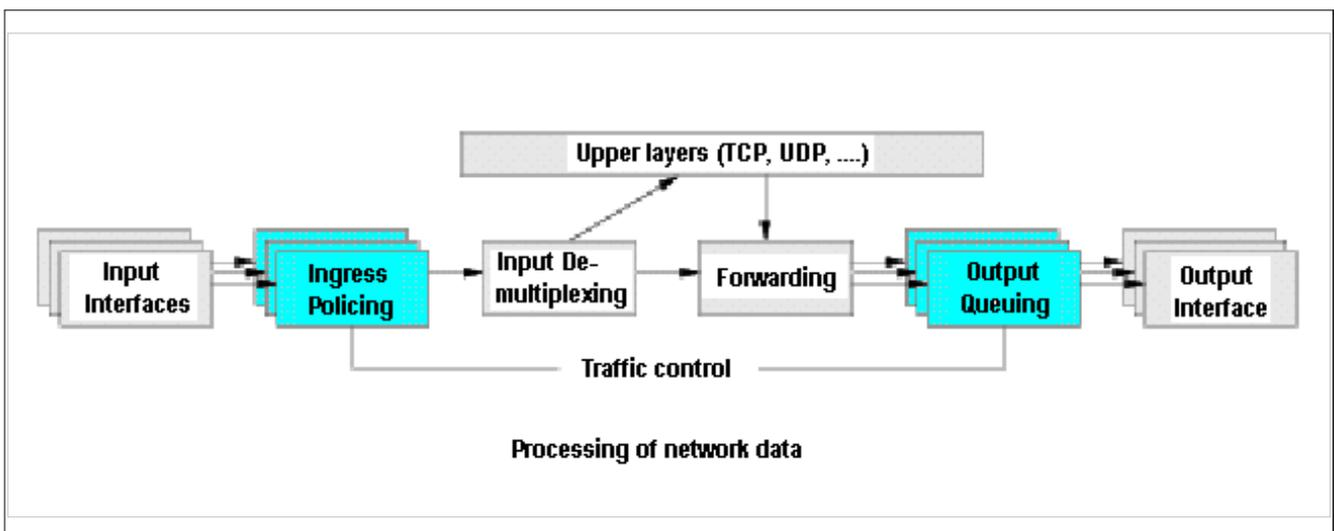 Upper layers (TCP, UDP, ....)
Input
Interfaces
Ingress
Policing
Input De-
multiplexing
Forwarding
Output
Queuing
Output
Interface
Traffic control
Processing of network data